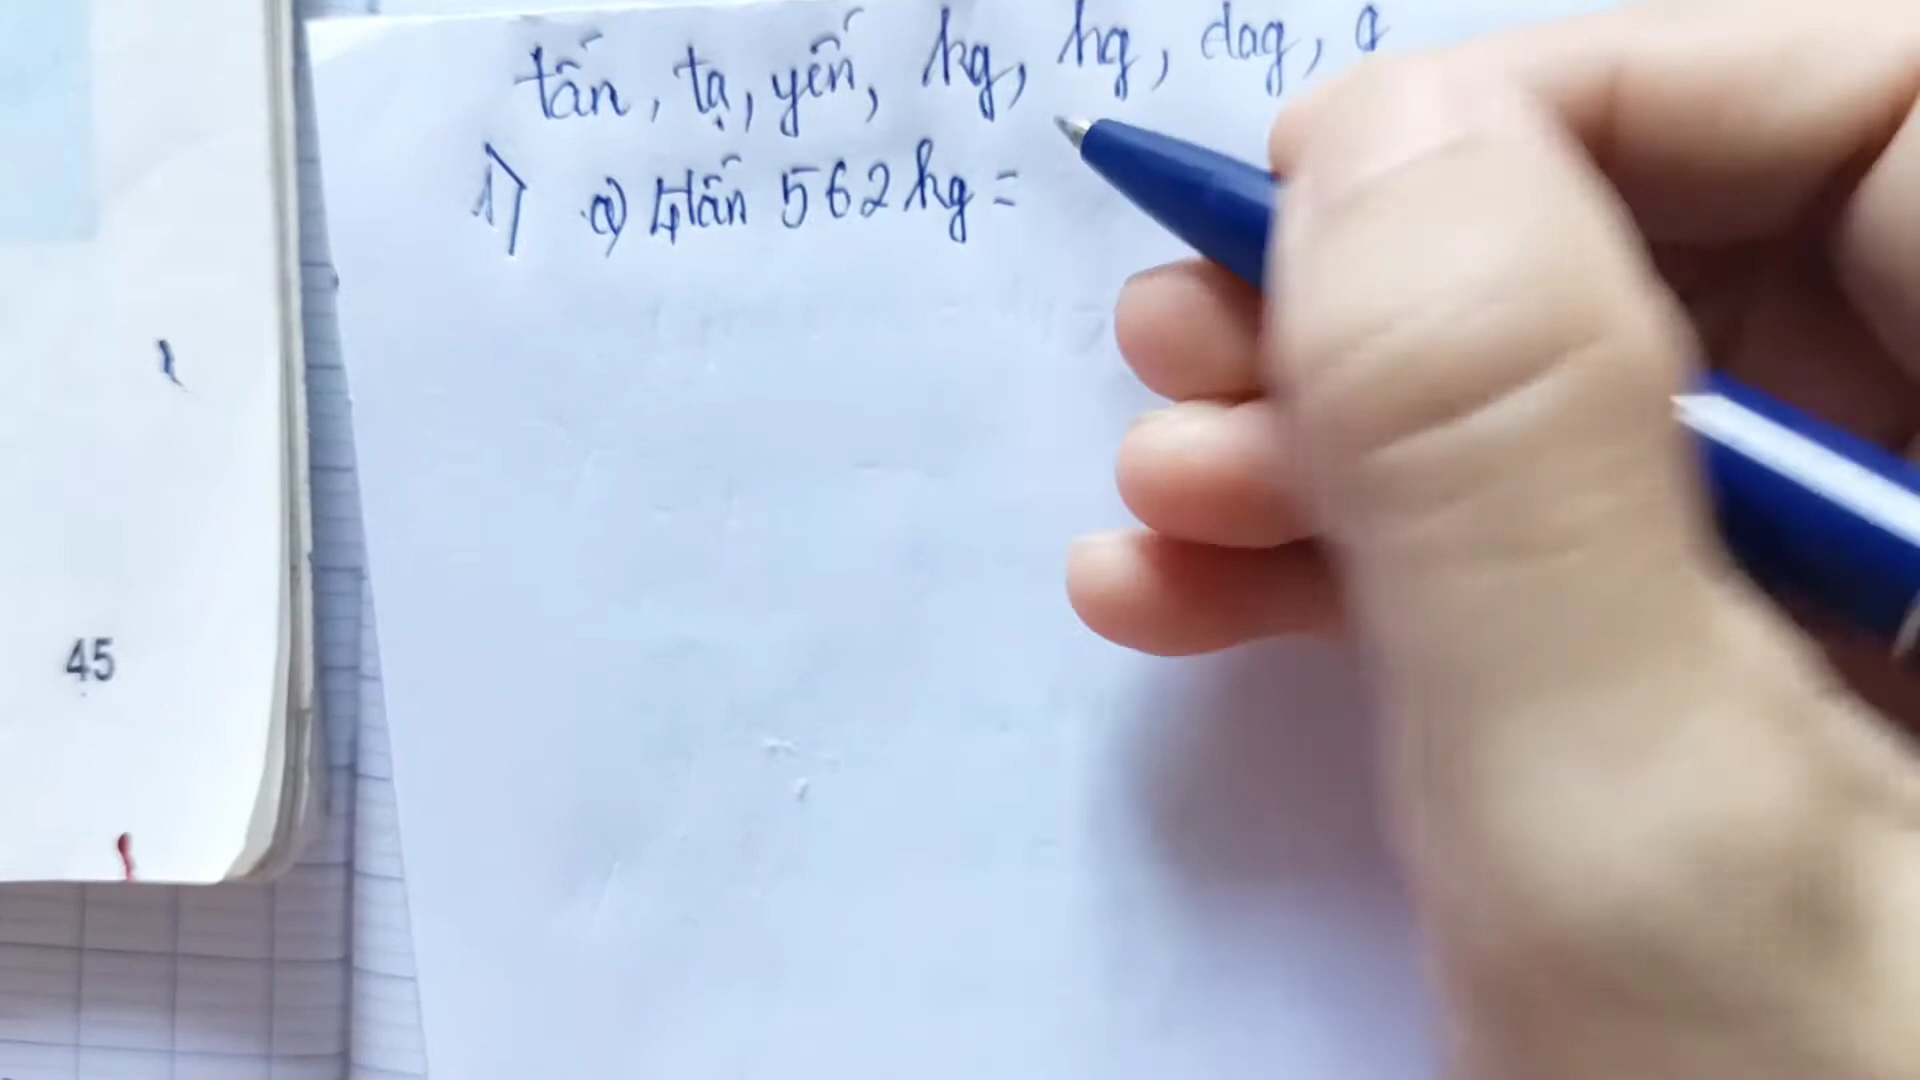 tấn, tạ, yến, kg, hg, dag, g
1) a) 4tấn 562 kg =
45